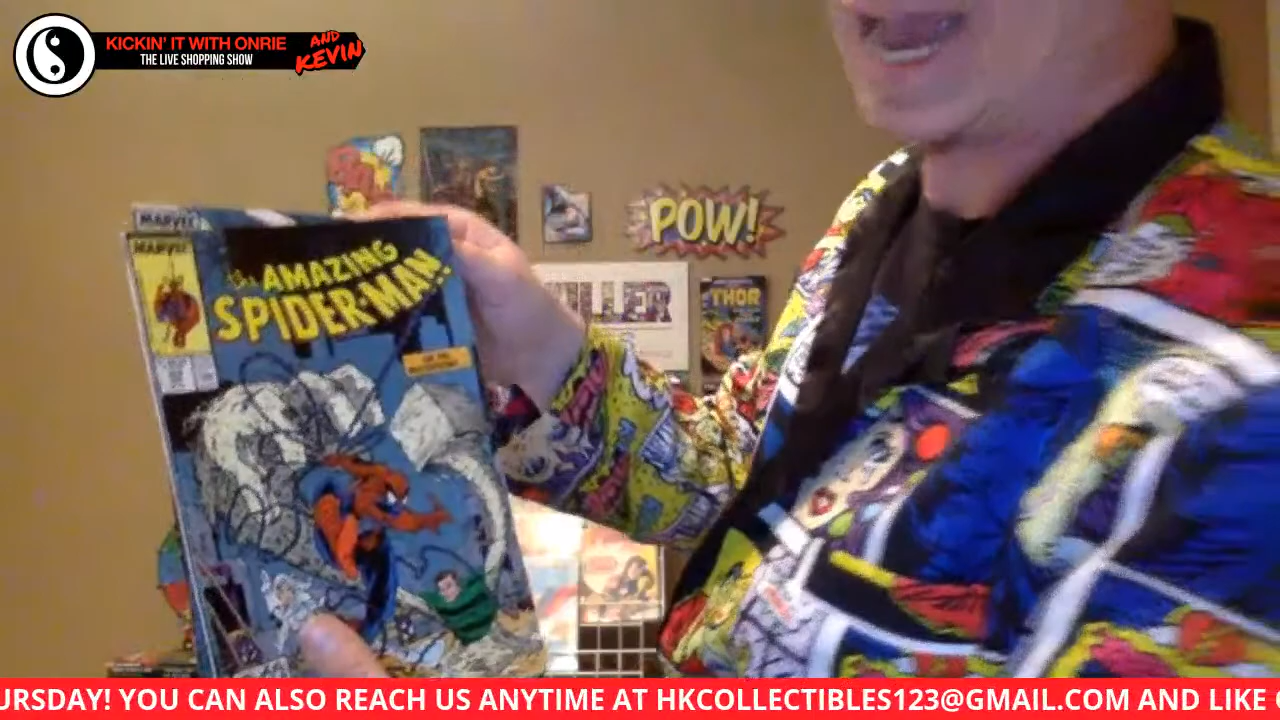 KICKIN' IT WITH ONRIE
AND
KEVIN
THE LIVE SHOPPING SHOW
POW!
MARVEL
MARVEL
the AMAZING
SPIDER-MAN!
THOR
URSDAY! YOU CAN ALSO REACH US ANYTIME AT HKCOLLECTIBLES123@GMAIL.COM AND LIKE